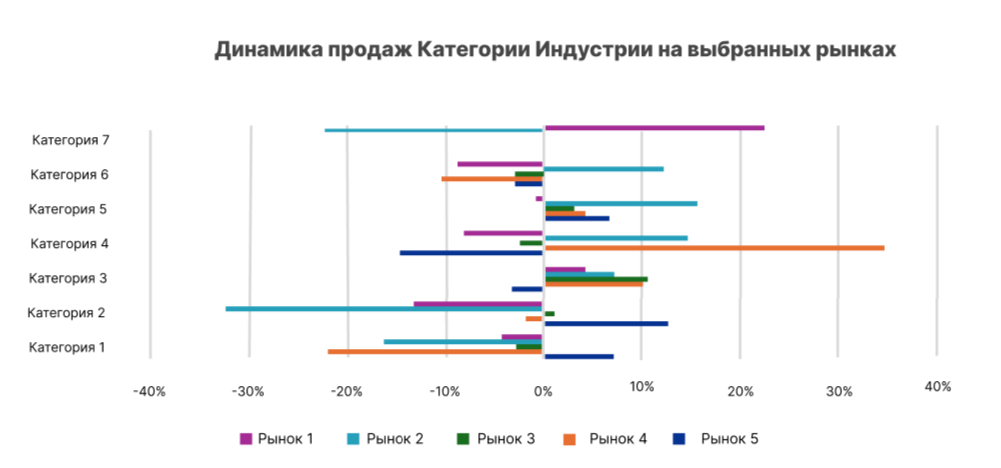 Динамика продаж Категории Индустрии на выбранных рынках
Категория 7
Категория 6
Категория 5
Категория 4
Категория 3
Категория 2
Категория 1
-40% -30% -20% -10% 0% 10% 20% 30% 40%
Рынок 1 Рынок 2 Рынок 3 Рынок 4 Рынок 5